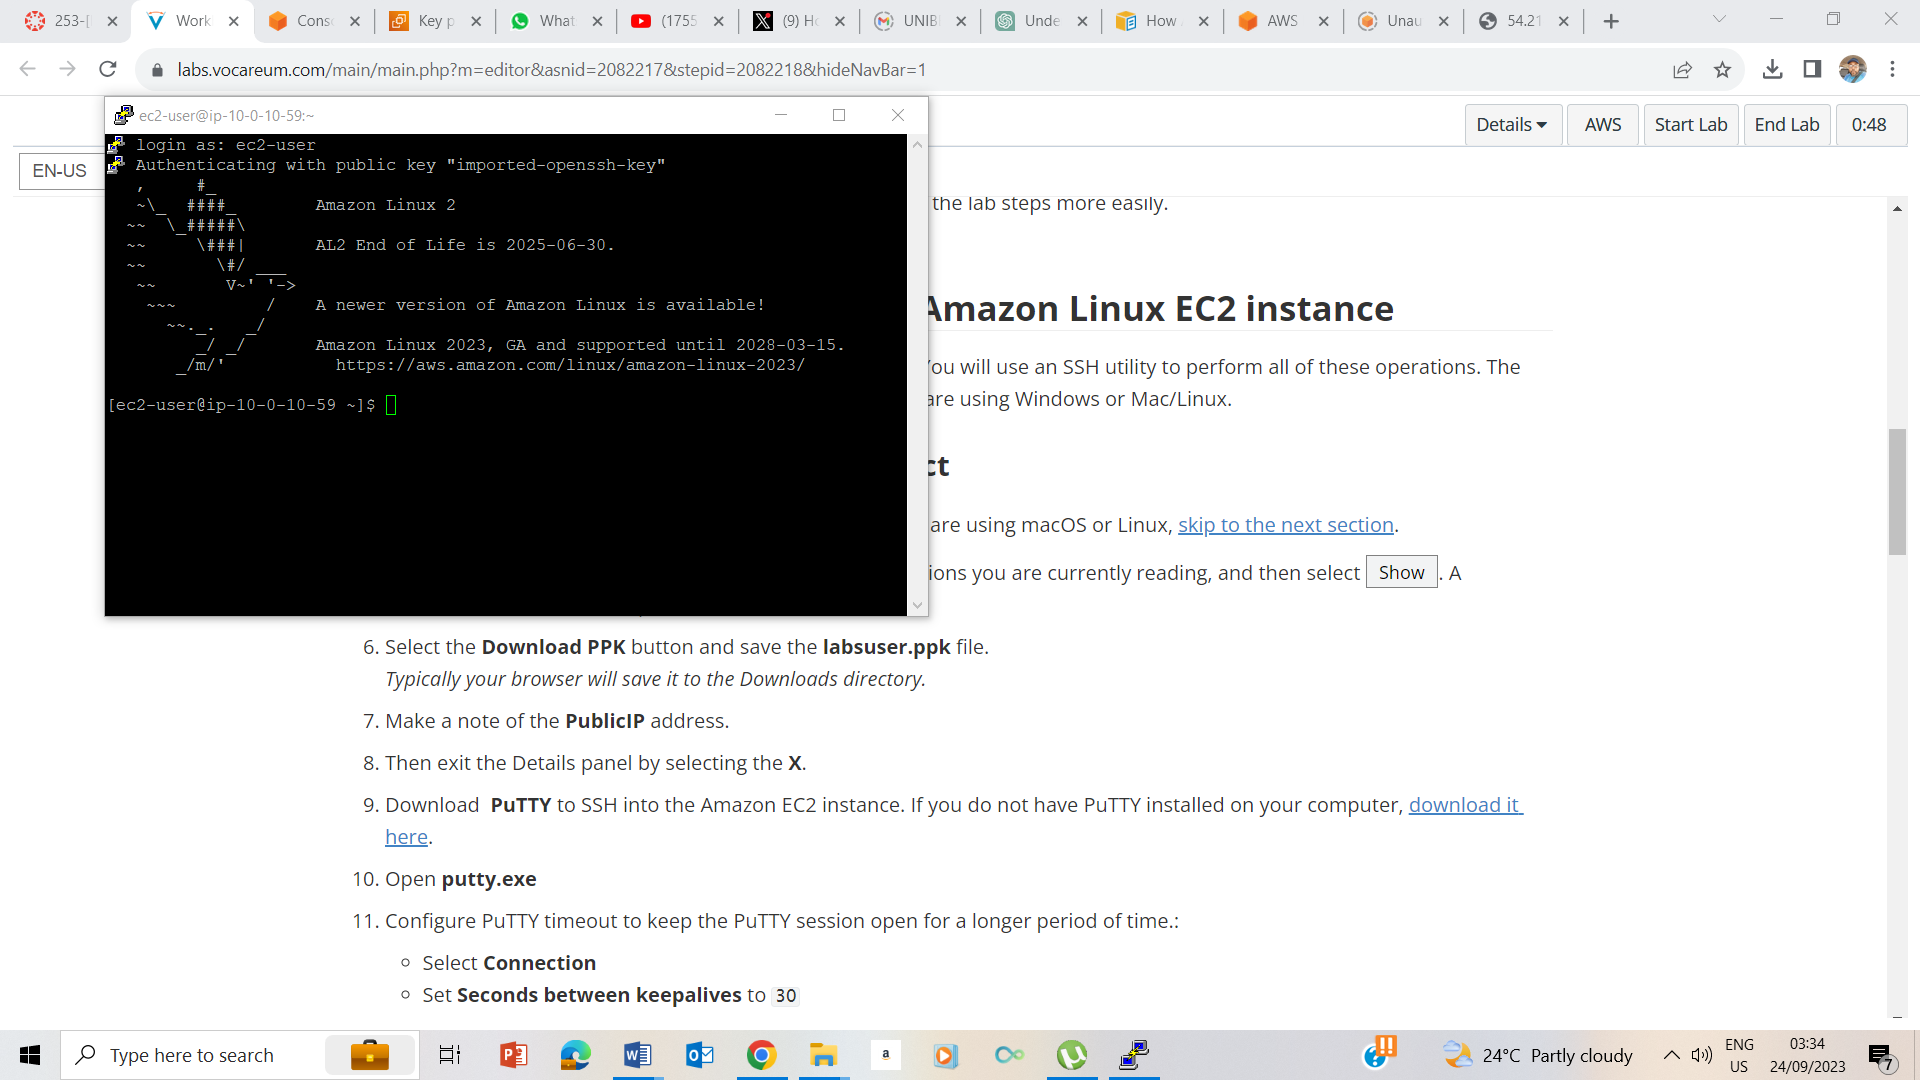 253-[
Work
Cons
Key p
What
(1755
(9) Ho
UNIB
Unde
How
AWS
Unau
54.21
labs.vocareum.com/main/main.php?m=editor&asnid=2082217&stepid=2082218&hideNavBar=1
Details
AWS
Start Lab
End Lab
0:48
EN-US
ec2-user@ip-10-0-10-59:~
login as: ec2-user
Authenticating with public key "imported-openssh-key"
Amazon Linux 2
AL2 End of Life is 2025-06-30.
A newer version of Amazon Linux is available!
Amazon Linux 2023, GA and supported until 2028-03-15.
https://aws.amazon.com/linux/amazon-linux-2023/
[ec2-user@ip-10-0-10-59 ~]$
the lab steps more easily.
Amazon Linux EC2 instance
You will use an SSH utility to perform all of these operations. The
are using Windows or Mac/Linux.
ct
are using macOS or Linux, skip to the next section.
ions you are currently reading, and then select Show . A
6. Select the Download PPK button and save the labsuser.ppk file.
Typically your browser will save it to the Downloads directory.
7. Make a note of the PublicIP address.
8. Then exit the Details panel by selecting the X.
9. Download PuTTY to SSH into the Amazon EC2 instance. If you do not have PuTTY installed on your computer, download it
here.
10. Open putty.exe
11. Configure PuTTY timeout to keep the PuTTY session open for a longer period of time.:
Select Connection
Set Seconds between keepalives to 30
Type here to search
a
24°C Partly cloudy
ENG
US
03:34
24/09/2023
7